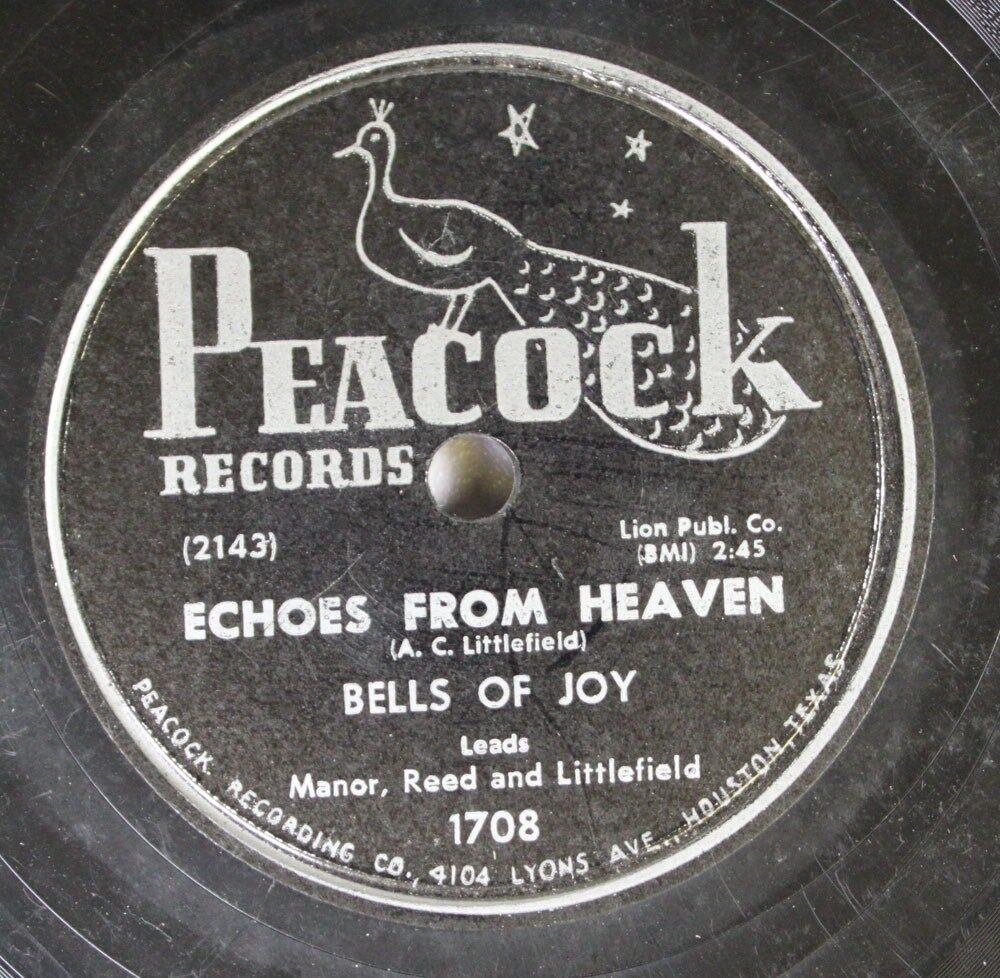 PEACOCK
RECORDS
(2143)
Lion Publ. Co.
(BMI) 2:45
ECHOES FROM HEAVEN
(A. C. Littlefield)
BELLS OF JOY
Leads
Manor, Reed and Littlefield
1708
PEACOCK RECORDING CO., 4104 LYONS AVE., HOUSTON, TEXAS